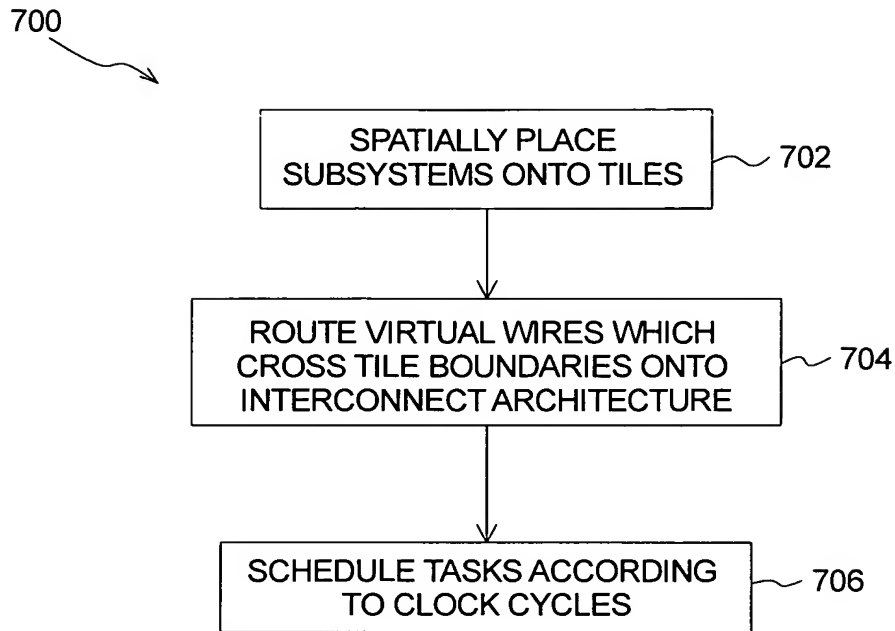 700
SPATIALLY PLACE
SUBSYSTEMS ONTO TILES
702
ROUTE VIRTUAL WIRES WHICH
CROSS TILE BOUNDARIES ONTO
INTERCONNECT ARCHITECTURE
704
SCHEDULE TASKS ACCORDING
TO CLOCK CYCLES
706